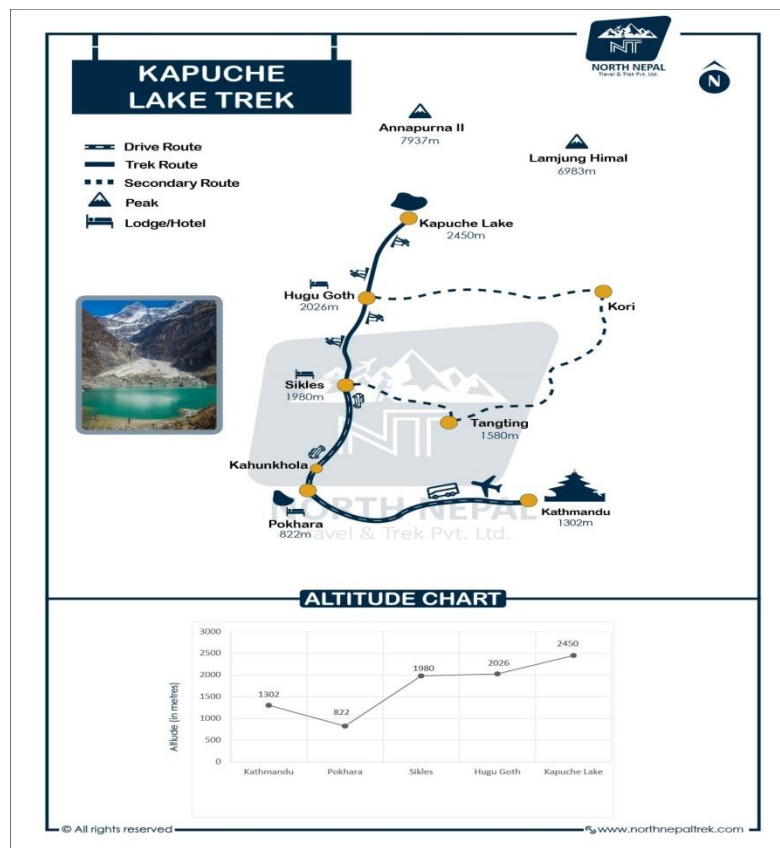 KAPUCHE
LAKE TREK
NT
NORTH NEPAL
Travel & Trek Pvt. Ltd.
N
Drive Route
Trek Route
Secondary Route
Peak
Lodge/Hotel
Annapurna II
7937m
Lamjung Himal
6983m
Kapuche Lake
2450m
Hugu Goth
2026m
Kori
Sikles
1980m
Tangting
1580m
NT
Kahunkhola
Pokhara
822m
Kathmandu
1302m
NORTH NEPAL
Travel & Trek Pvt. Ltd.
ALTITUDE CHART
Altitude (in metres)
3000
2500
2000
1500
1000
500
0
1302
822
1980
2026
2450
Kathmandu
Pokhara
Sikles
Hugu Goth
Kapuche Lake
© All rights reserved
www.northnepaltrek.com